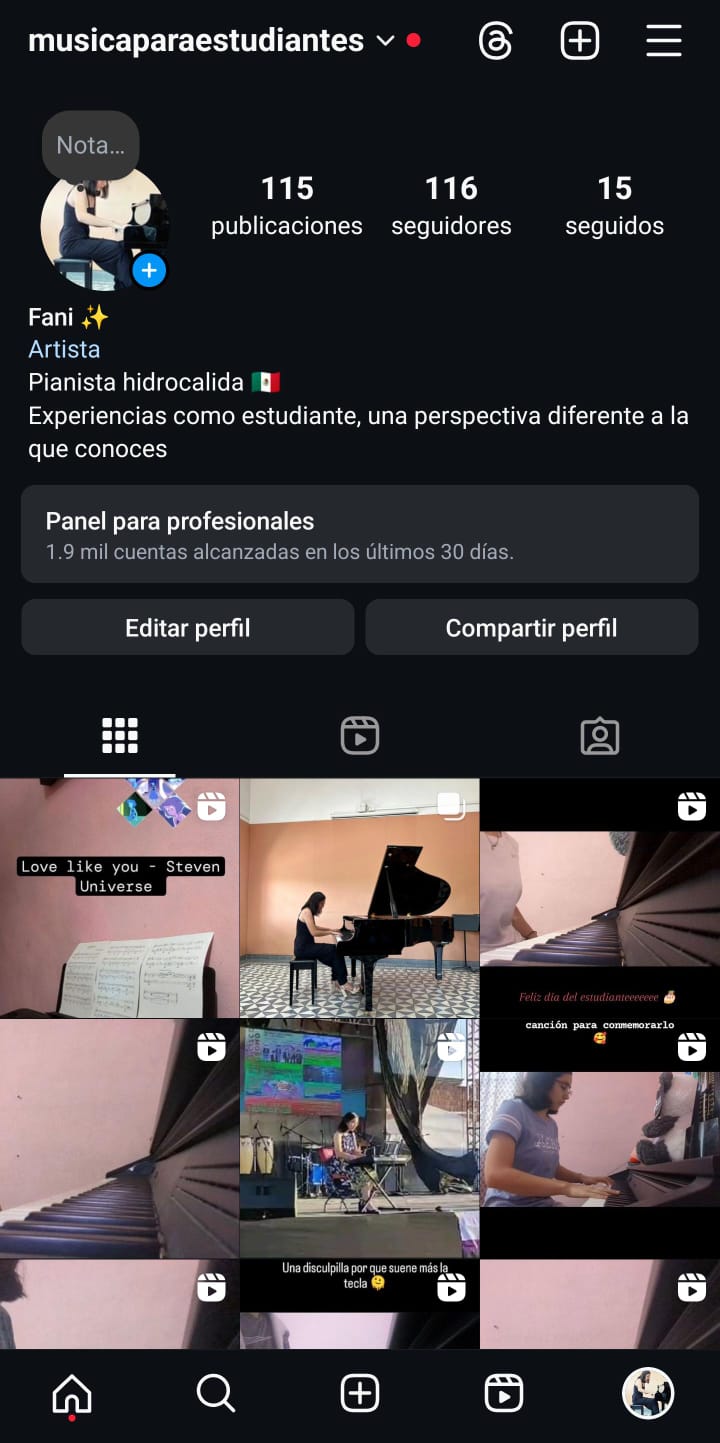 musicaparaestudiantes
Nota...
115
publicaciones
116
seguidores
15
seguidos
Fani ✨
Artista
Pianista hidrocalida 🇲🇽
Experiencias como estudiante, una perspectiva diferente a la
que conoces
Panel para profesionales
1.9 mil cuentas alcanzadas en los últimos 30 días.
Editar perfil
Compartir perfil
Love like you - Steven
Universe
Feliz día del estudianteeeeeee
canción para conmemorarlo
🥰
Una disculpilla por que suene más la
tecla 🫠